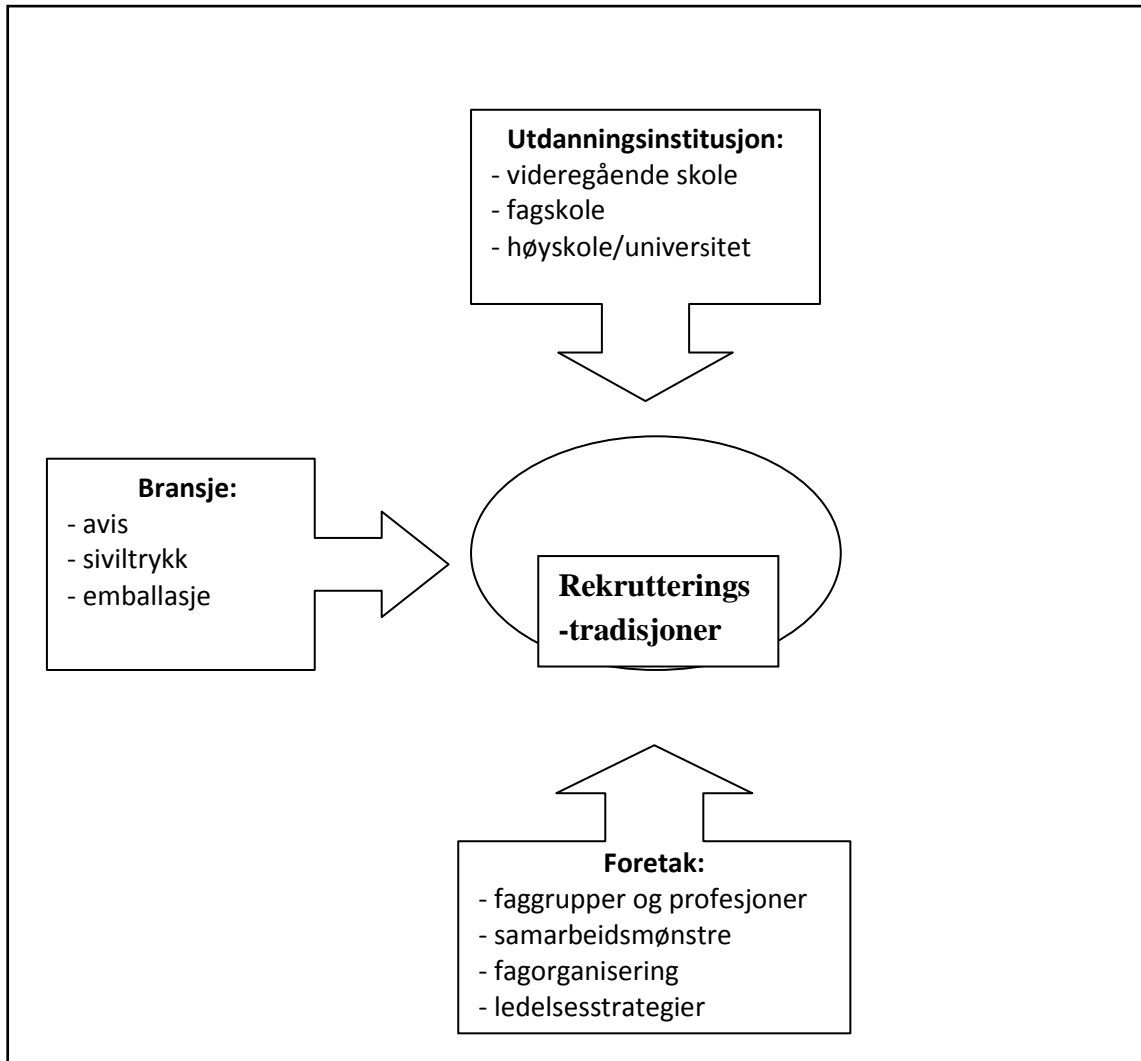 Utdanningsinstitusjon:
- videregående skole
- fagskole
- høyskole/universitet
Bransje:
- avis
- siviltrykk
- emballasje
Rekrutterings
-tradisjoner
Foretak:
- faggrupper og profesjoner
- samarbeidsmønstre
- fagorganisering
- ledelsesstrategier